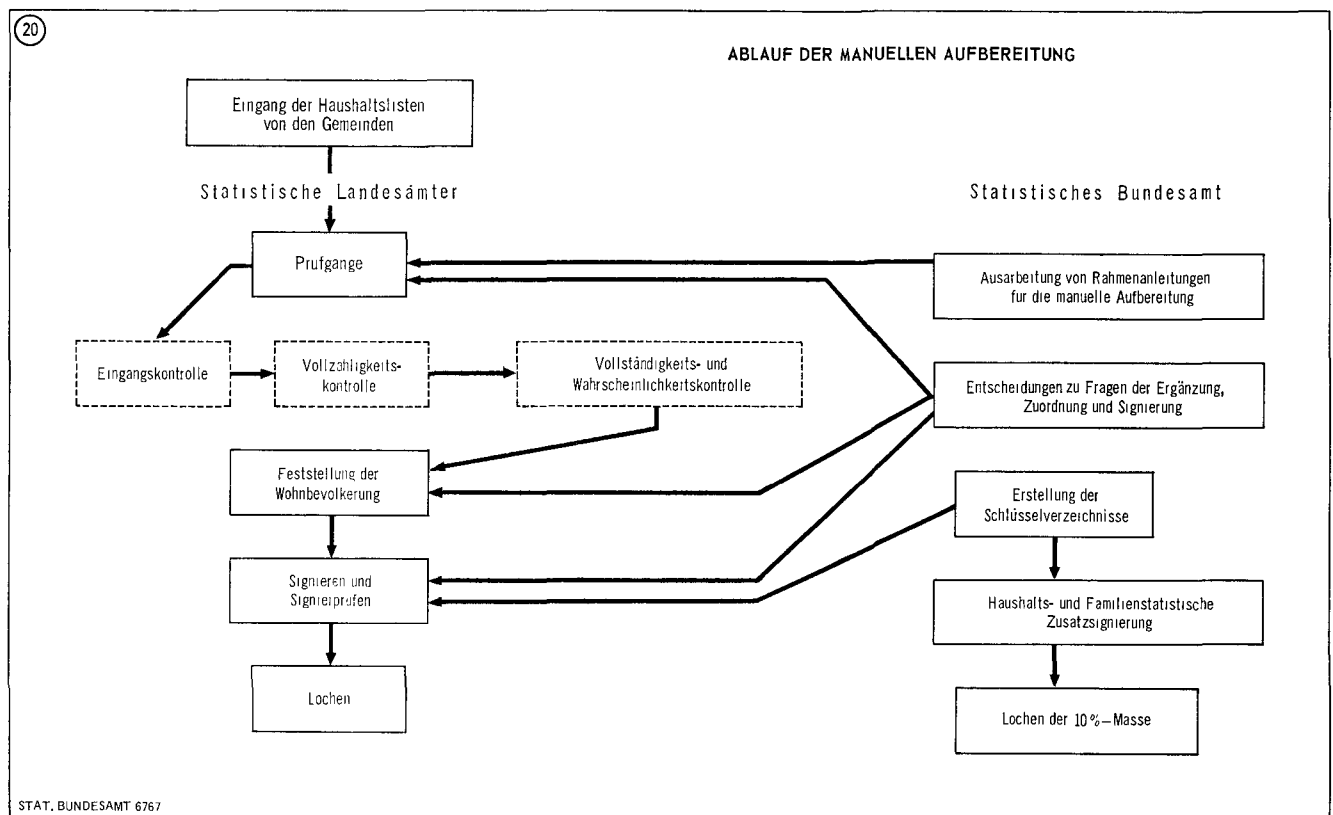 20
ABLAUF DER MANUELLEN AUFBEREITUNG
Eingang der Haushaltslisten
von den Gemeinden
Statistische Landesämter
Statistisches Bundesamt
Prufgange
Ausarbeitung von Rahmenanleitungen
fur die manuelle Aufbereitung
Eingangskontrolle
Vollzahligkeits-
kontrolle
Vollständigkeits- und
Wahrscheinlichkeitskontrolle
Entscheidungen zu Fragen der Ergänzung,
Zuordnung und Signierung
Feststellung der
Wohnbevolkerung
Erstellung der
Schlüsselverzeichnisse
Signieren und
Signierprüfen
Haushalts- und Familienstatistische
Zusatzsignierung
Lochen
Lochen der 10%–Masse
STAT. BUNDESAMT 6767